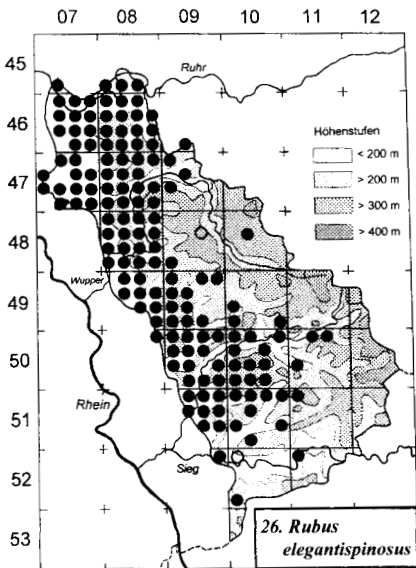 07 08 09 10 11 12
45
46
47
48
49
50
51
52
53
Ruhr
Höhenstufen
< 200 m
> 200 m
> 300 m
> 400 m
Wupper
Rhein
Sieg
26. Rubus
elegantispinosus